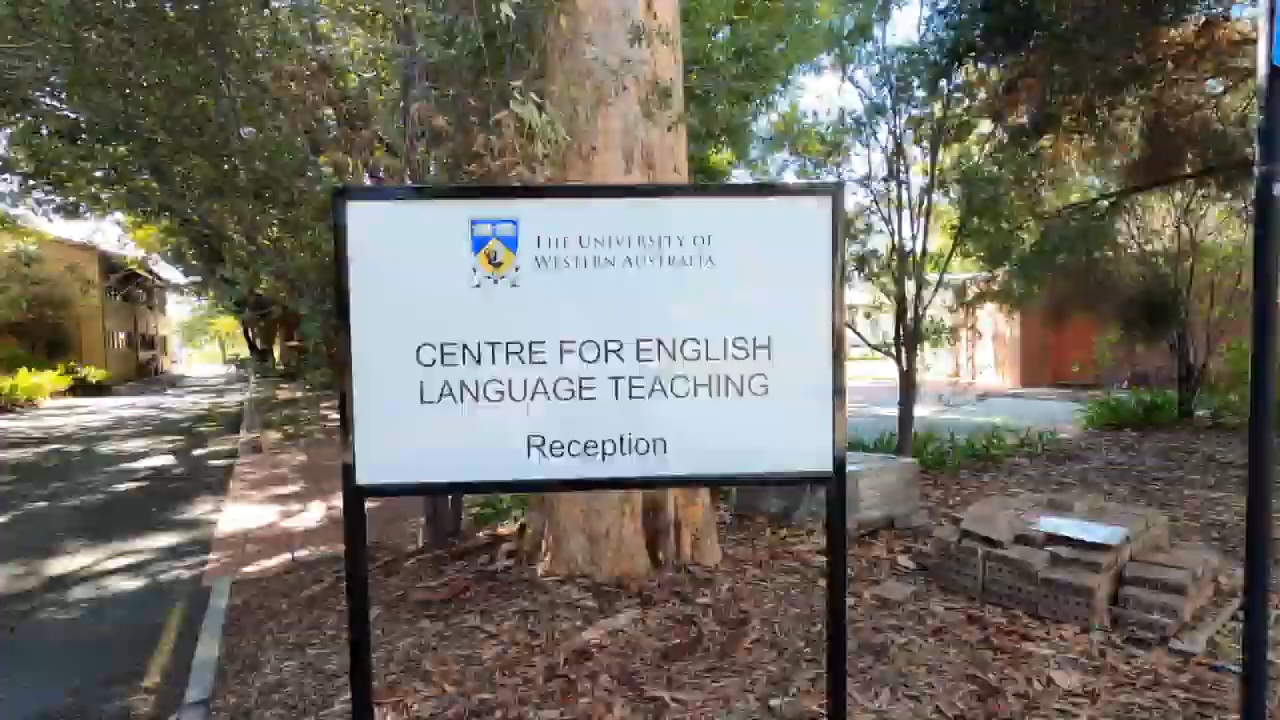 THE UNIVERSITY OF
WESTERN AUSTRALIA
CENTRE FOR ENGLISH
LANGUAGE TEACHING
Reception